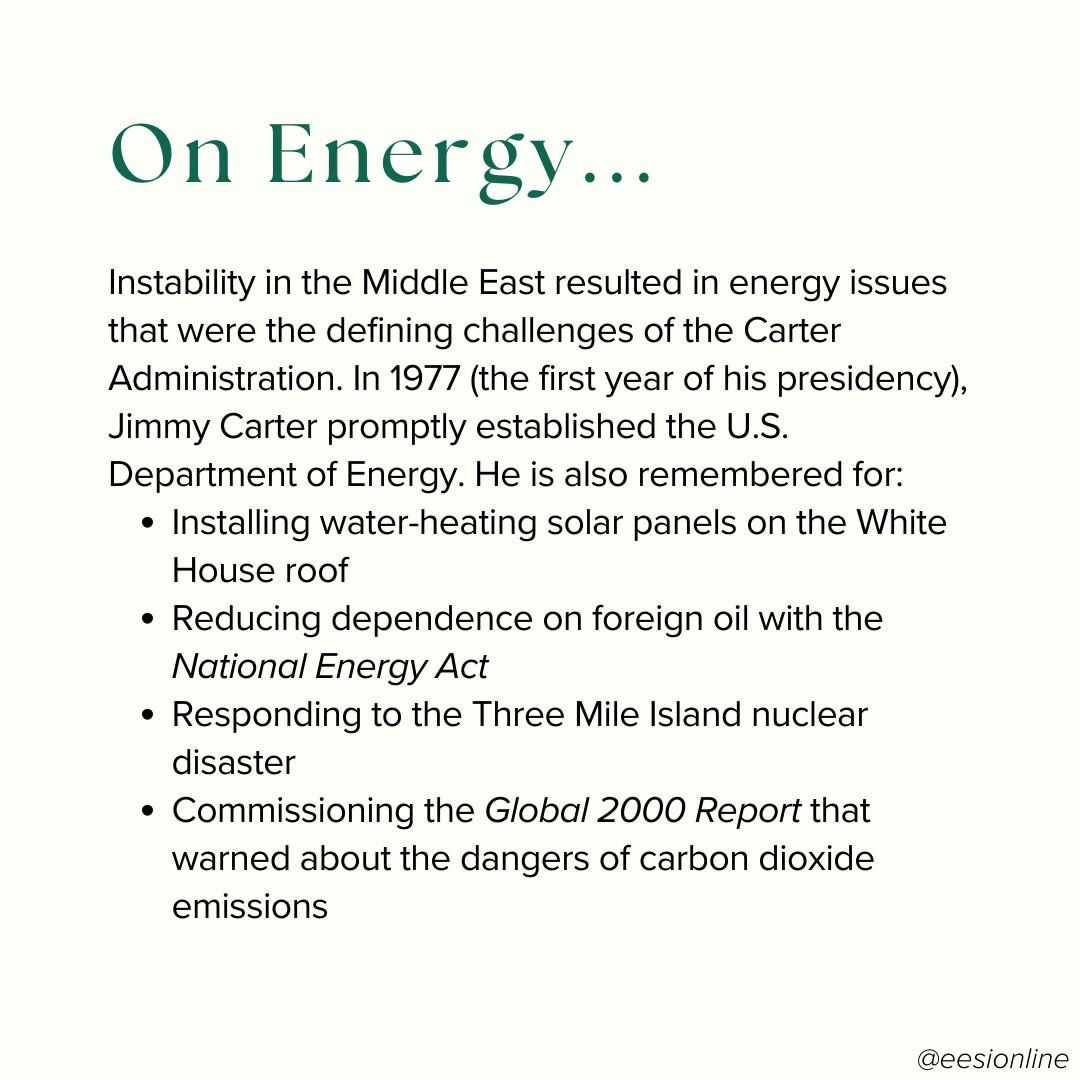 On Energy...
Instability in the Middle East resulted in energy issues
that were the defining challenges of the Carter
Administration. In 1977 (the first year of his presidency),
Jimmy Carter promptly established the U.S.
Department of Energy. He is also remembered for:
• Installing water-heating solar panels on the White
House roof
• Reducing dependence on foreign oil with the
National Energy Act
• Responding to the Three Mile Island nuclear
disaster
• Commissioning the Global 2000 Report that
warned about the dangers of carbon dioxide
emissions
@eesionline